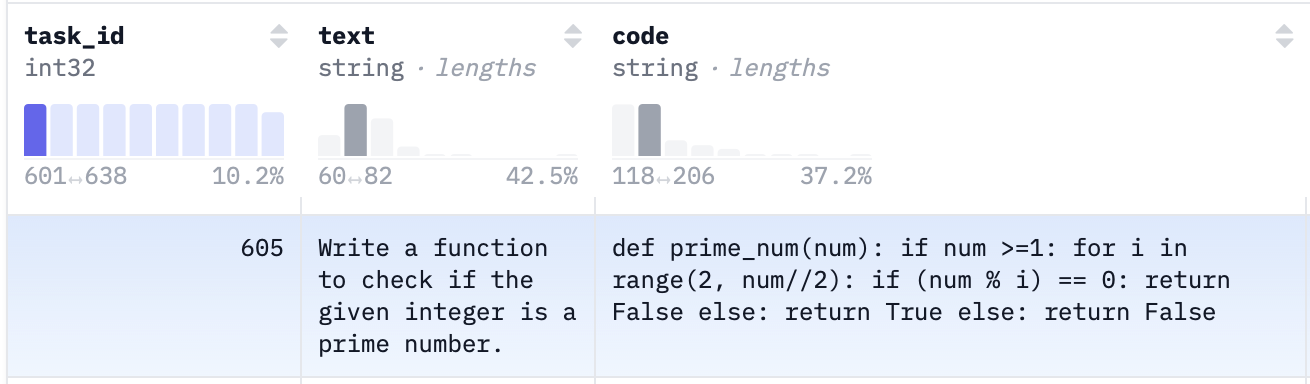 task_id
int32
601↔638 10.2%
text
string · lengths
60↔82 42.5%
code
string · lengths
118↔206 37.2%
605
Write a function
to check if the
given integer is a
prime number.
def prime_num(num): if num >=1: for i in
range(2, num//2): if (num % i) == 0: return
False else: return True else: return False